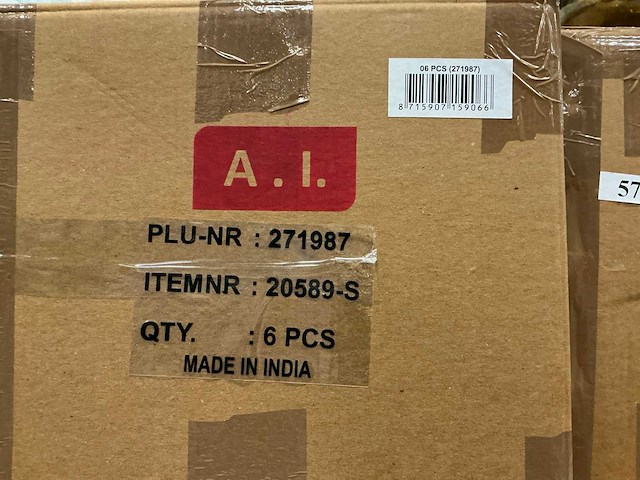 06 PCS (271987)
8 715907 159066
A.I.
57
PLU-NR : 271987
ITEMNR : 20589-S
QTY. : 6 PCS
MADE IN INDIA